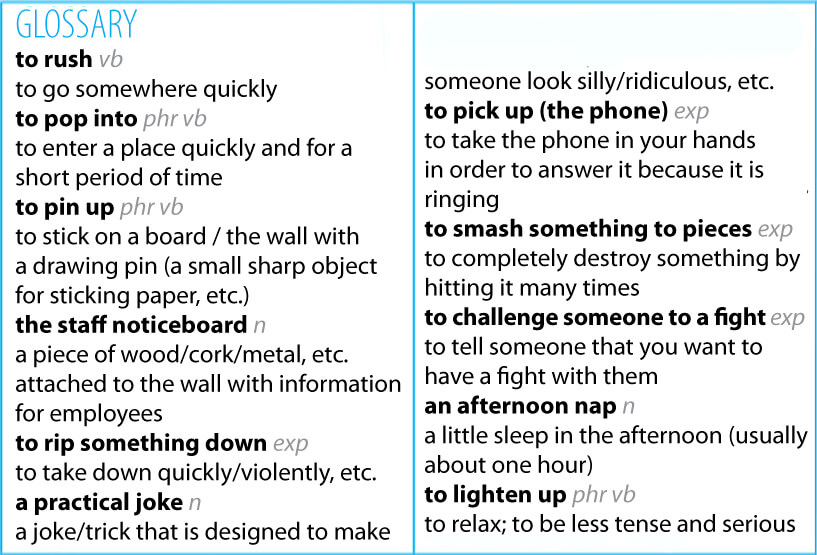 GLOSSARY
to rush vb
to go somewhere quickly
to pop into phr vb
to enter a place quickly and for a
short period of time
to pin up phr vb
to stick on a board / the wall with
a drawing pin (a small sharp object
for sticking paper, etc.)
the staff noticeboard n
a piece of wood/cork/metal, etc.
attached to the wall with information
for employees
to rip something down exp
to take down quickly/violently, etc.
a practical joke n
a joke/trick that is designed to make
someone look silly/ridiculous, etc.
to pick up (the phone) exp
to take the phone in your hands
in order to answer it because it is
ringing
to smash something to pieces exp
to completely destroy something by
hitting it many times
to challenge someone to a fight exp
to tell someone that you want to
have a fight with them
an afternoon nap n
a little sleep in the afternoon (usually
about one hour)
to lighten up phr vb
to relax; to be less tense and serious